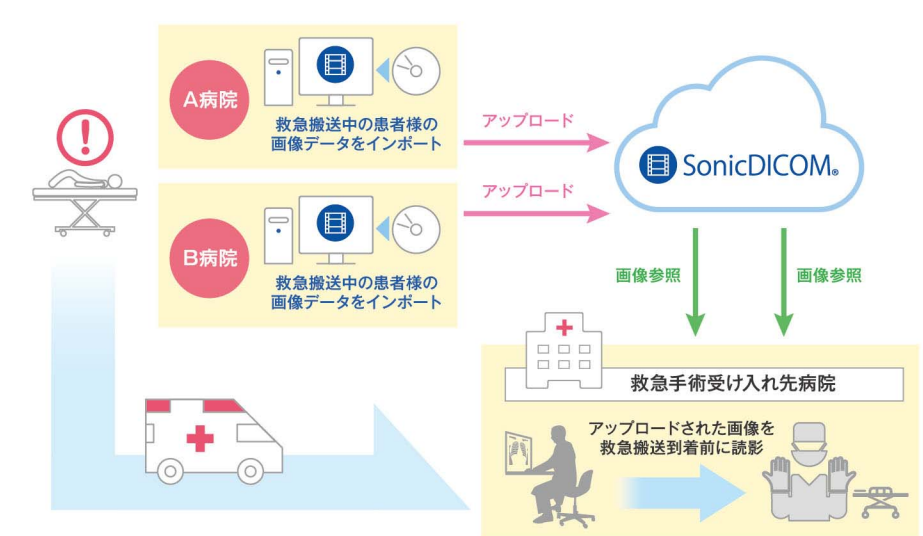 A病院
救急搬送中の患者様の
画像データをインポート
アップロード
B病院
救急搬送中の患者様の
画像データをインポート
アップロード
SonicDICOM®
画像参照
画像参照
救急手術受け入れ先病院
アップロードされた画像を
救急搬送到着前に読影